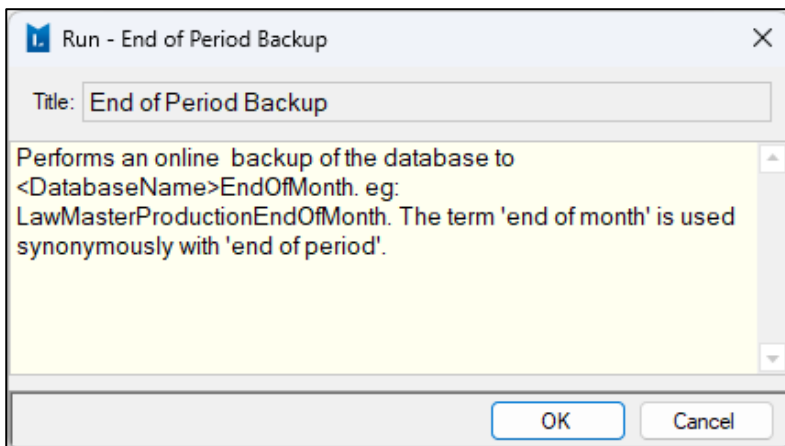 Run - End of Period Backup
Title: End of Period Backup
Performs an online  backup of the database to
<DatabaseName>EndOfMonth. eg:
LawMasterProductionEndOfMonth. The term 'end of month' is used
synonymously with 'end of period'.
OK Cancel